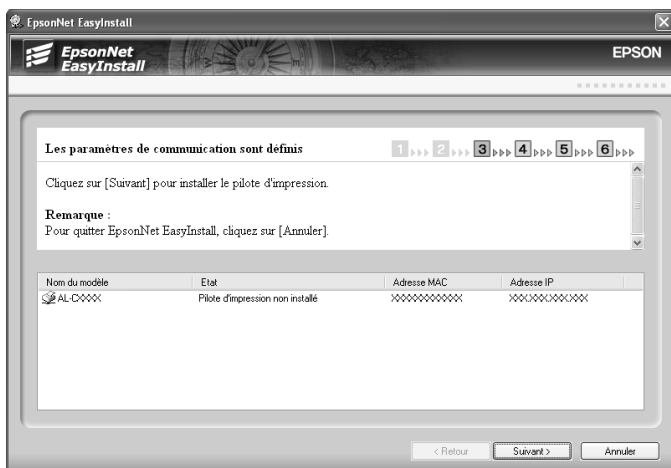 EpsonNet EasyInstall
EpsonNet
EasyInstall
EPSON
Les paramètres de communication sont définis
1 2 3 4 5 6
Cliquez sur [Suivant] pour installer le pilote d'impression.
Remarque :
Pour quitter EpsonNet EasyInstall, cliquez sur [Annuler].
Nom du modèle Etat Adresse MAC Adresse IP
AL-CXXXX Pilote d'impression non installé XXXXXXXXXXXX XXX.XXX.XXX.XXX
< Retour Suivant > Annuler